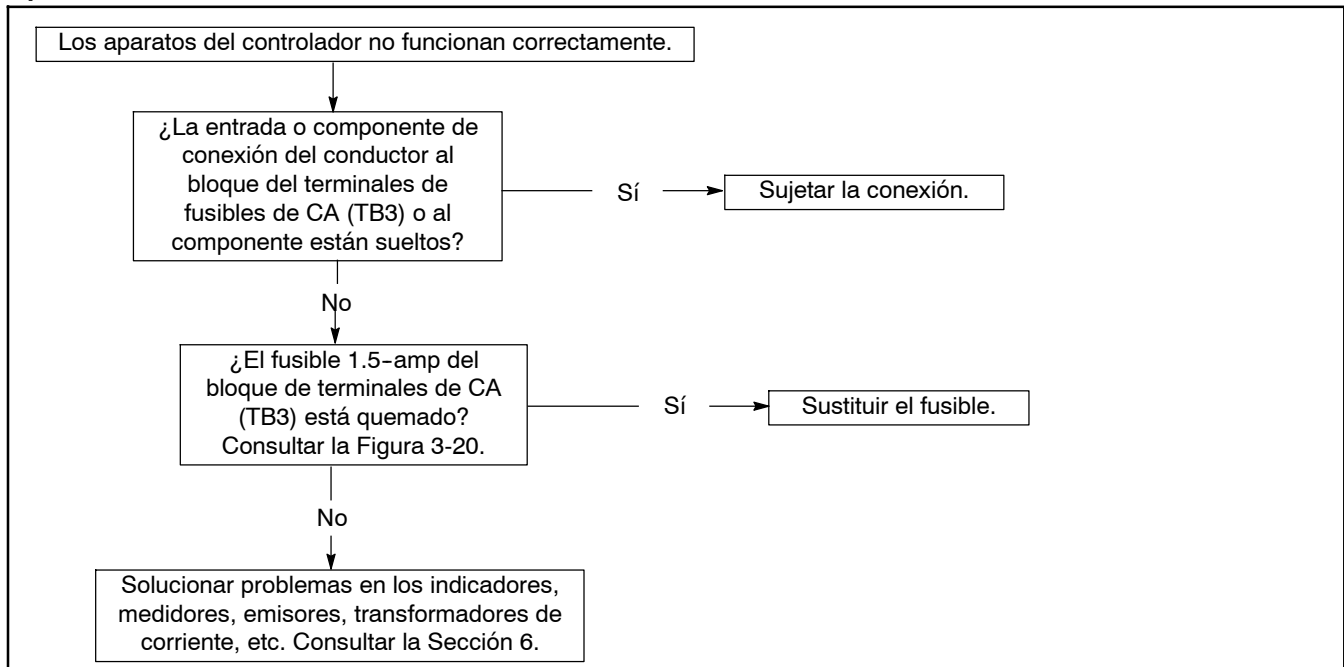 Los aparatos del controlador no funcionan correctamente.
¿La entrada o componente de
conexión del conductor al
bloque del terminales de
fusibles de CA (TB3) o al
componente están sueltos?
Sí
Sujetar la conexión.
No
¿El fusible 1.5-amp del
bloque de terminales de CA
(TB3) está quemado?
Consultar la Figura 3-20.
Sí
Sustituir el fusible.
No
Solucionar problemas en los indicadores,
medidores, emisores, transformadores de
corriente, etc. Consultar la Sección 6.